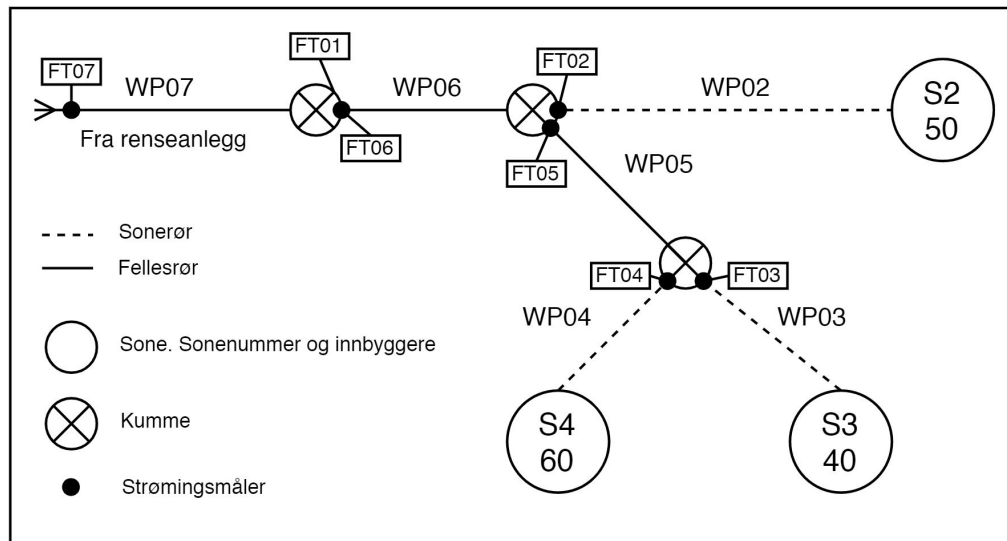 FT01
FT07
WP07
WP06
FT02
WP02
S2
50
Fra renseanlegg
FT06
FT05
WP05
Sonerør
Fellesrør
FT04
FT03
WP04
WP03
Sone. Sonenummer og innbyggere
Kumme
S4
60
S3
40
Strømingsmåler